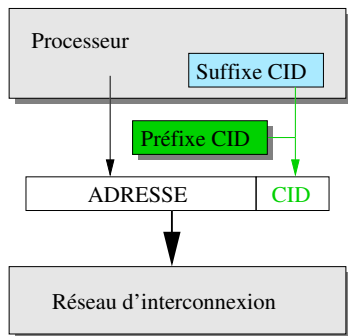 Processeur
Suffixe CID
Préfixe CID
ADRESSE
CID
Réseau d'interconnexion